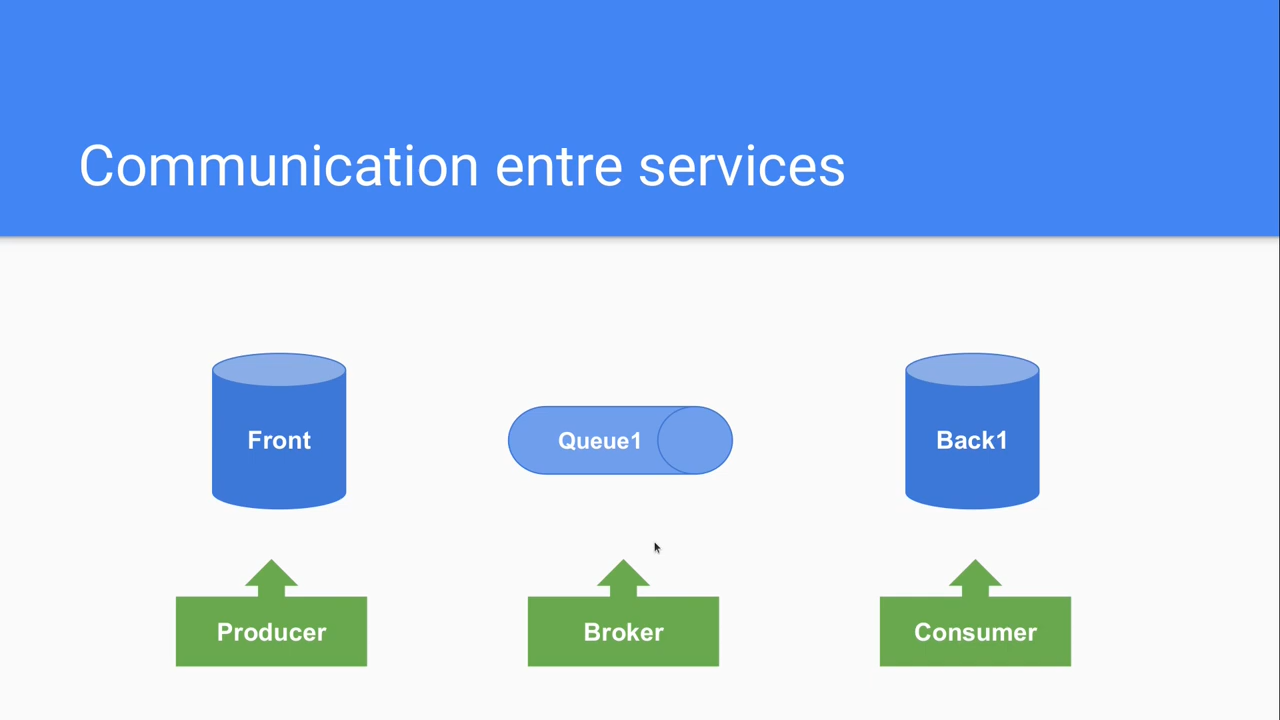 Communication entre services
Front
Queue1
Back1
Producer
Broker
Consumer